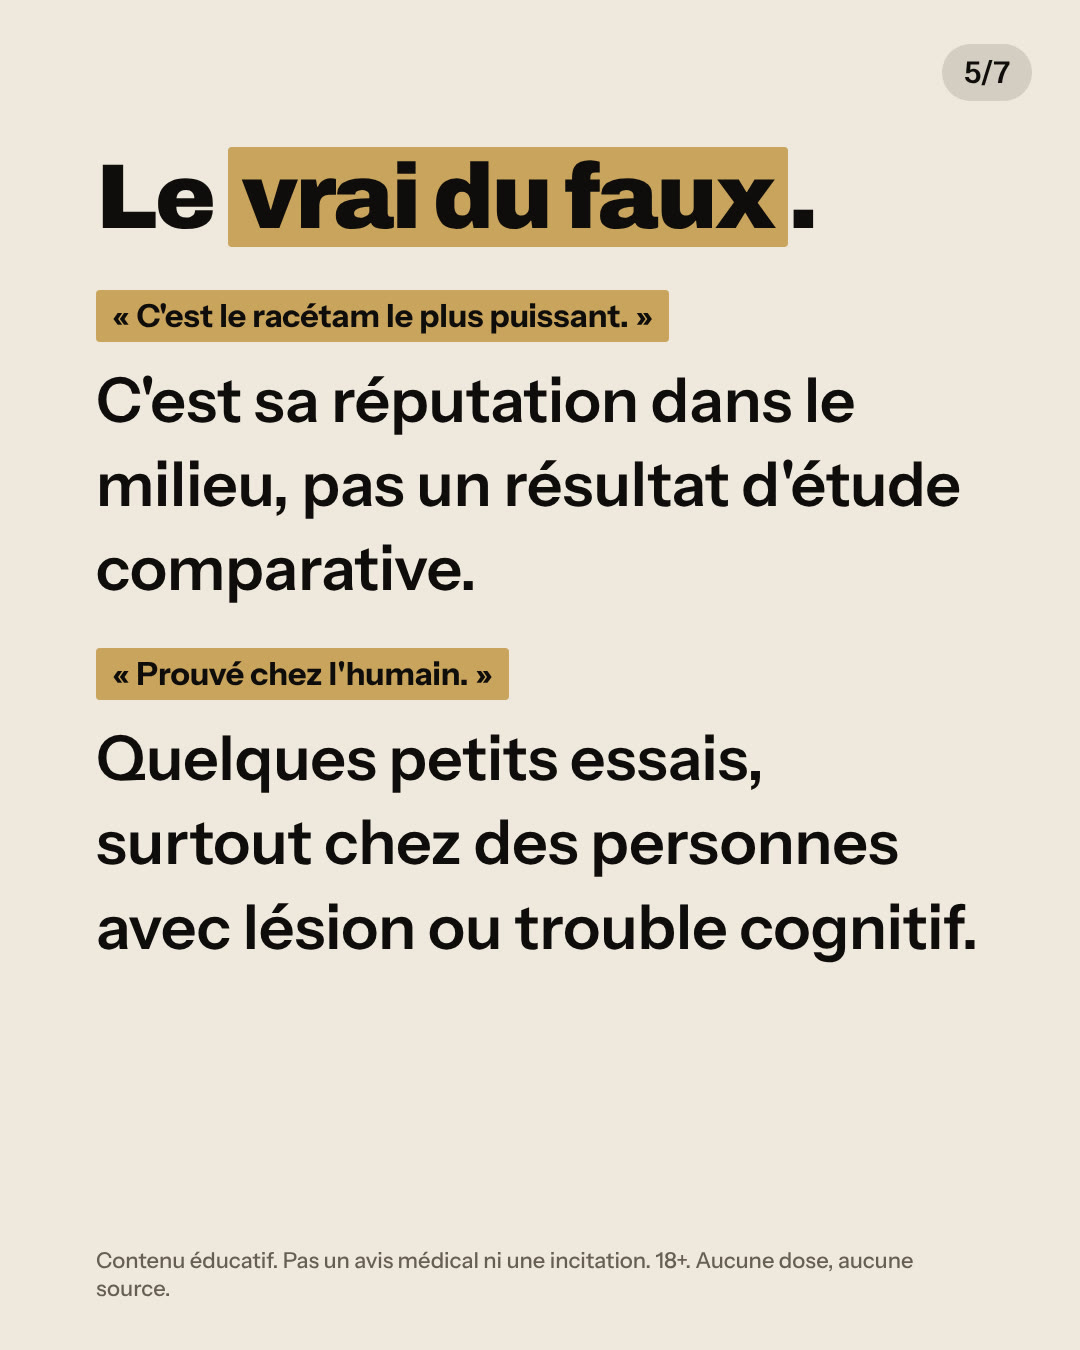 5/7
Le vrai du faux.
« C'est le racétam le plus puissant. »
C'est sa réputation dans le
milieu, pas un résultat d'étude
comparative.
« Prouvé chez l'humain. »
Quelques petits essais,
surtout chez des personnes
avec lésion ou trouble cognitif.
Contenu éducatif. Pas un avis médical ni une incitation. 18+. Aucune dose, aucune
source.